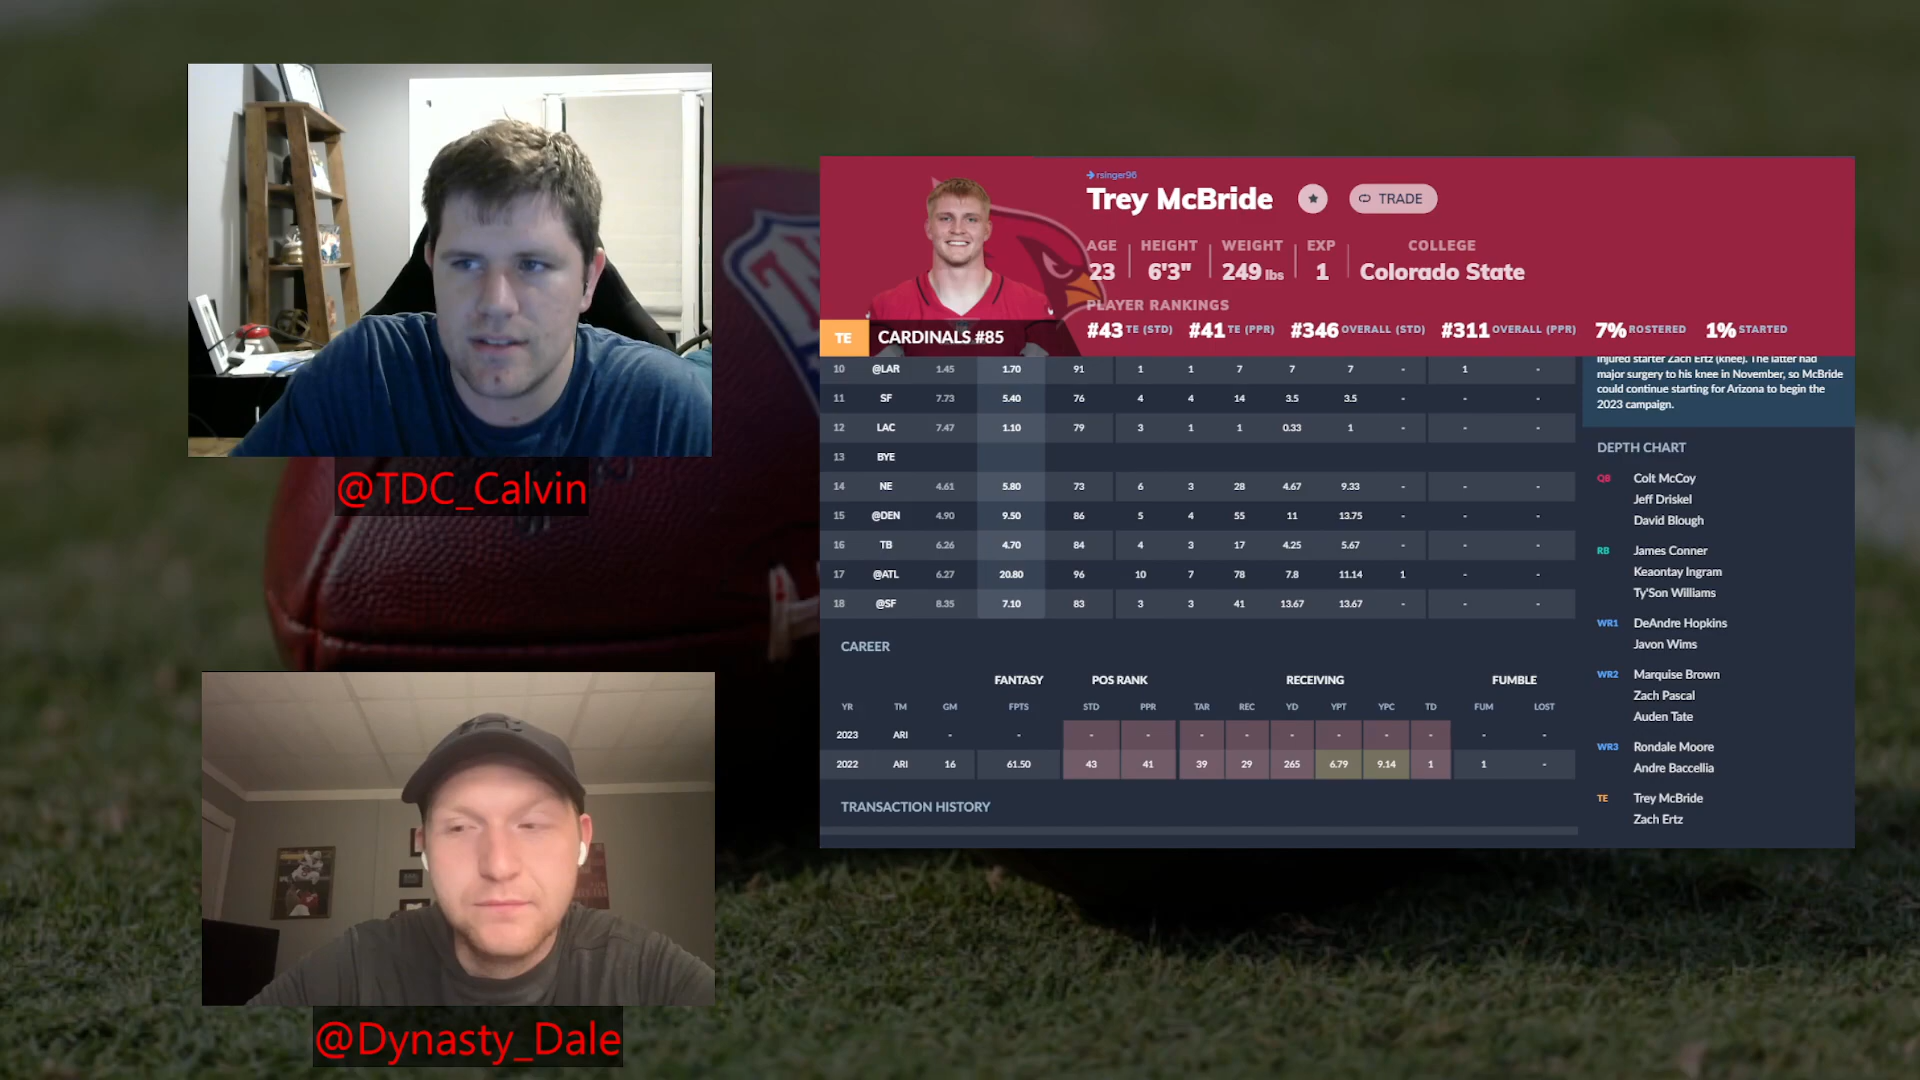 @TDC_Calvin
@Dynasty_Dale
rsinger96
Trey McBride
TRADE
AGE HEIGHT WEIGHT EXP COLLEGE
23 6'3" 249 lbs 1 Colorado State
PLAYER RANKINGS
#43 TE (STD) #41 TE (PPR) #346 OVERALL (STD) #311 OVERALL (PPR) 7% ROSTERED 1% STARTED
TE CARDINALS #85
10 @LAR 1.45 1.70 91 1 1 7 7 7 - 1 -
11 SF 7.73 5.40 76 4 4 14 3.5 3.5 - - -
12 LAC 7.47 1.10 79 3 1 1 0.33 1 - - -
13 BYE
14 NE 4.61 5.80 73 6 3 28 4.67 9.33 - - -
15 @DEN 4.90 9.50 86 5 4 55 11 13.75 - - -
16 TB 6.26 4.70 84 4 3 17 4.25 5.67 - - -
17 @ATL 6.27 20.80 96 10 7 78 7.8 11.14 1 - -
18 @SF 8.35 7.10 83 3 3 41 13.67 13.67 - - -
CAREER
FANTASY POS RANK RECEIVING FUMBLE
YR TM GM FPTS STD PPR TAR REC YD YPT YPC TD FUM LOST
2023 ARI - - - - - - - - - - - -
2022 ARI 16 61.50 43 41 39 29 265 6.79 9.14 1 1 -
TRANSACTION HISTORY
injured starter Zach Ertz (knee). The latter had
major surgery to his knee in November, so McBride
could continue starting for Arizona to begin the
2023 campaign.
DEPTH CHART
QB Colt McCoy
Jeff Driskel
David Blough
RB James Conner
Keaontay Ingram
Ty'Son Williams
WR1 DeAndre Hopkins
Javon Wims
WR2 Marquise Brown
Zach Pascal
Auden Tate
WR3 Rondale Moore
Andre Baccellia
TE Trey McBride
Zach Ertz